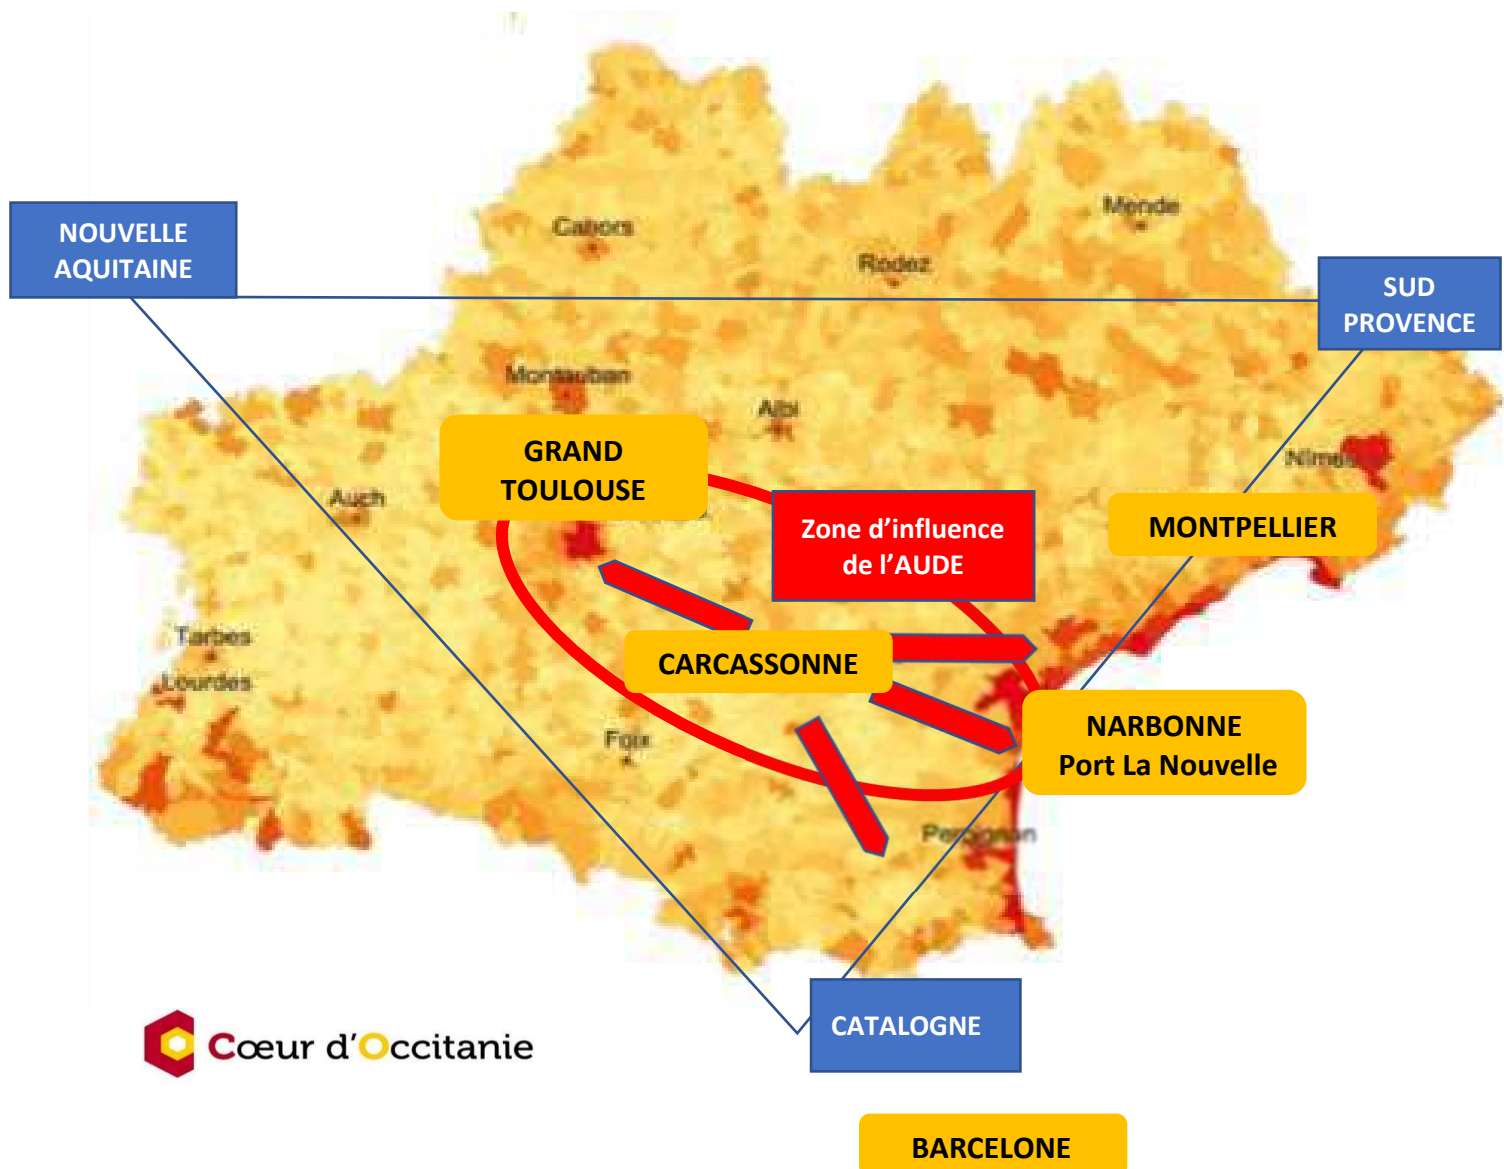 Mende
Cahors
NOUVELLE
AQUITAINE
Rodez
SUD
PROVENCE
Montauban
Albi
GRAND
TOULOUSE
Nîmes
Auch
Zone d’influence
de l’AUDE
MONTPELLIER
Tarbes
CARCASSONNE
Lourdes
NARBONNE
Port La Nouvelle
Foix
Perpignan
CATALOGNE
Cœur d’Occitanie
BARCELONE